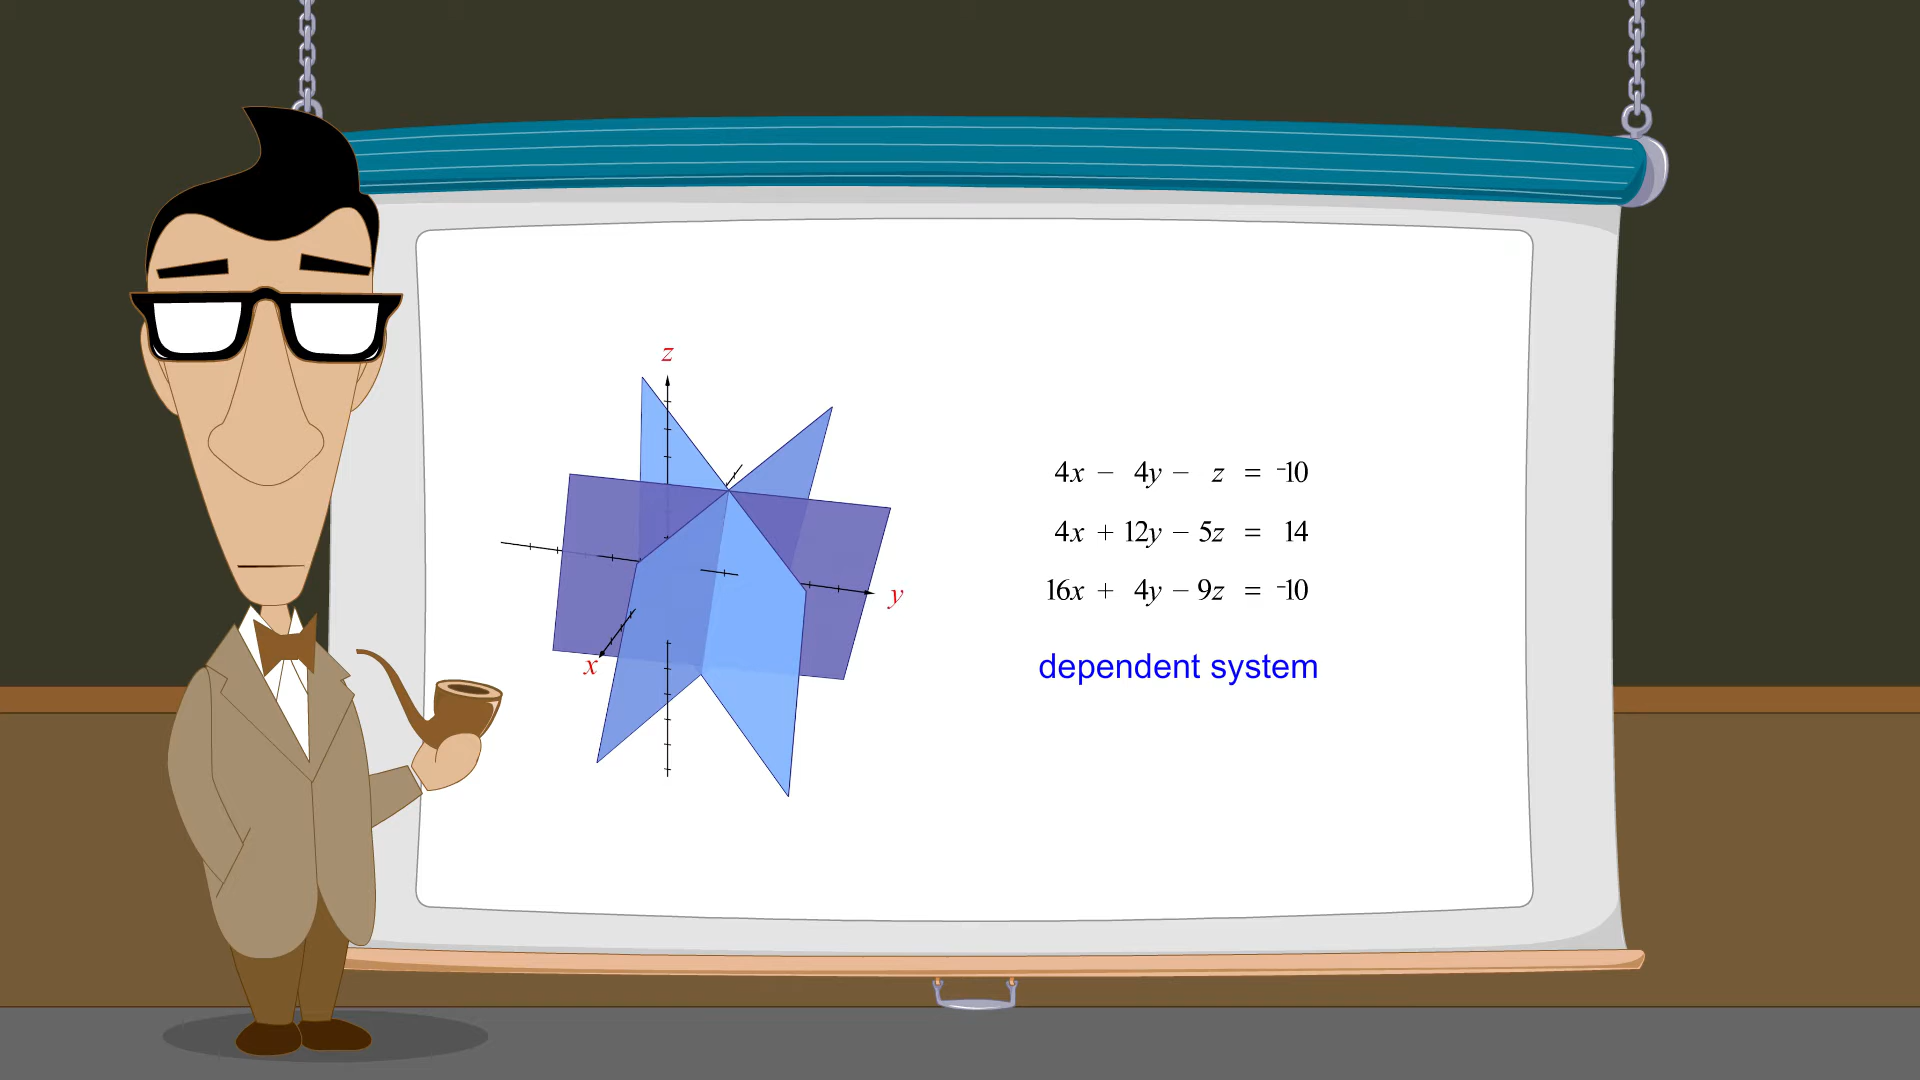 z
y
x
4x − 4y − z = ⁻10
4x + 12y − 5z = 14
16x + 4y − 9z = ⁻10
dependent system